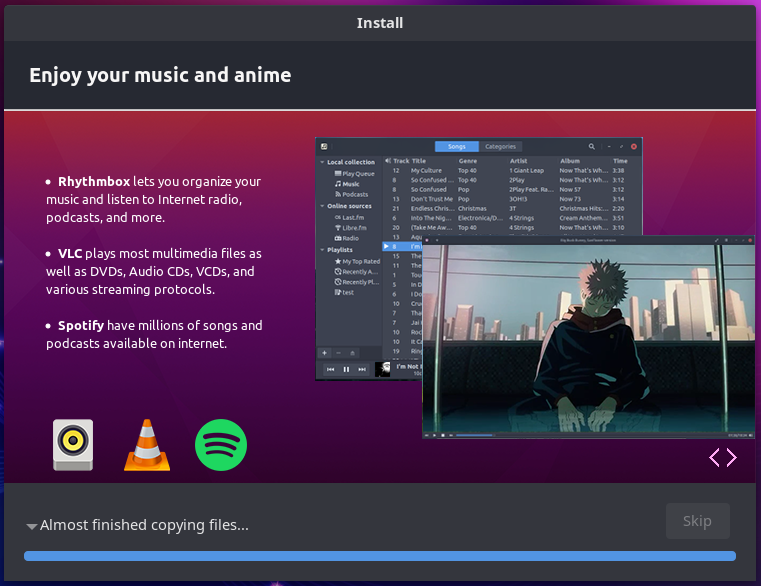 Install
Enjoy your music and anime
• Rhythmbox lets you organize your
music and listen to Internet radio,
podcasts, and more.
• VLC plays most multimedia files as
well as DVDs, Audio CDs, VCDs, and
various streaming protocols.
• Spotify have millions of songs and
podcasts available on internet.
Songs Categories
Local collection
Play Queue
Music
Podcasts
Online sources
Last.fm
Libre.fm
Radio
Playlists
My Top Rated
Recently A...
Recently Pl...
test
Track Title Genre Artist Album Time
12 My Culture Top 40 1 Giant Leap Now That's Wh... 3:38
8 So Confused ... Top 40 2Play Now That's Wh... 3:12
8 So Confused Pop 2Play Feat. Ra... Now 57 3:12
13 Don't Trust Me Pop 3OH!3 Now 73 3:14
21 Endless Chris... Christmas 3T Christmas Hits: ... 2:20
6 Into The Nig... Electronica/D... 4 Strings Cream Anthem... 3:51
20 (Take Me Aw... Top 40 4 Strings Now That's Wh... 3:10
13
8 I'm
15 The
11 The
1
5 In D
6 I Do
10
7
7 Jai
10
10 It C
19 Ring
I'm Not
Almost finished copying files...
Skip